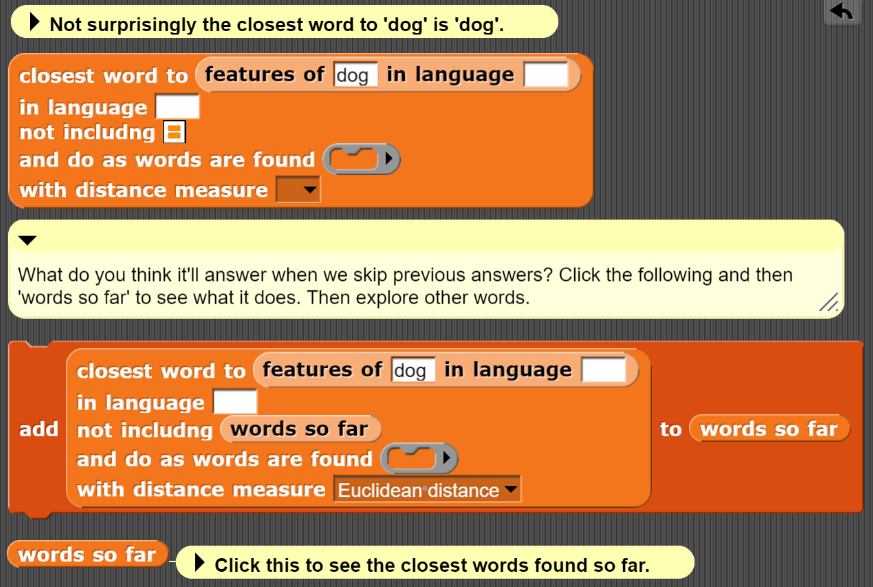 Not surprisingly the closest word to 'dog' is 'dog'.
closest word to features of dog in language
in language
not includng
and do as words are found
with distance measure
What do you think it'll answer when we skip previous answers? Click the following and then
'words so far' to see what it does. Then explore other words.
closest word to features of dog in language
in language
add not includng words so far to words so far
and do as words are found
with distance measure Euclidean distance
words so far
Click this to see the closest words found so far.